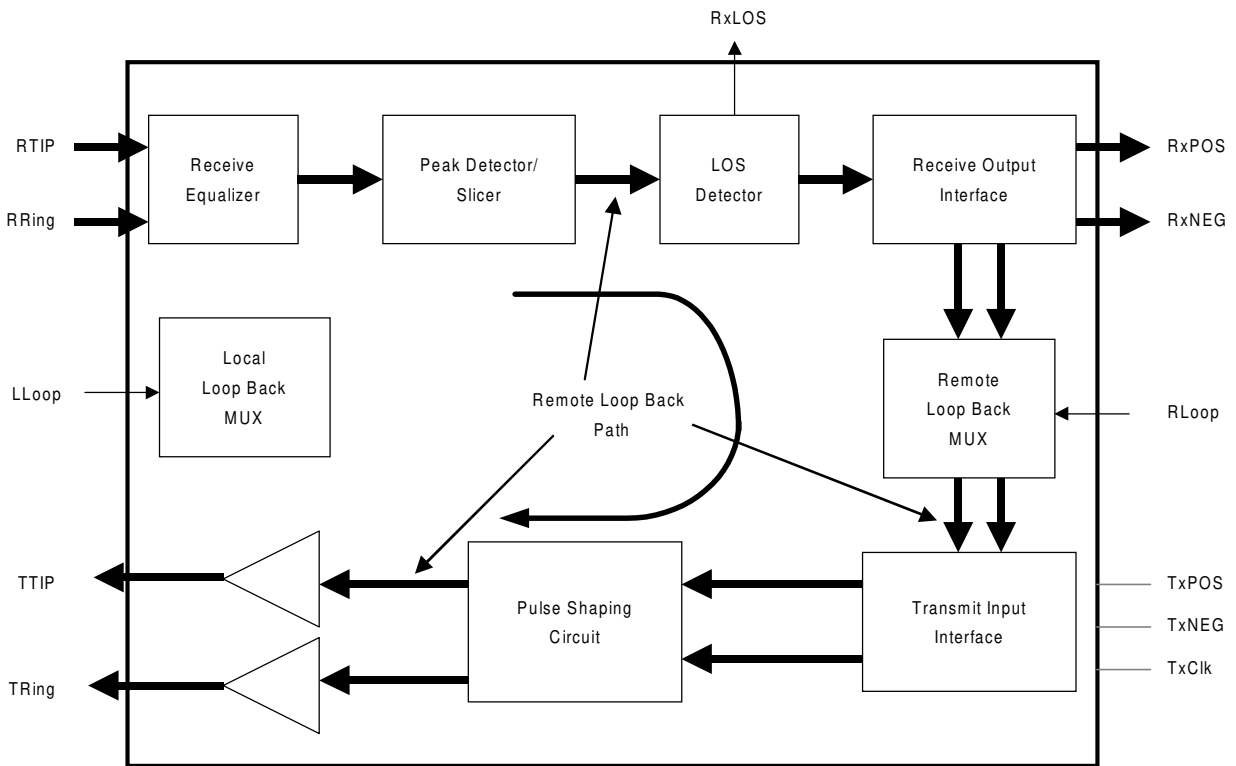 RxLOS
RTIP
RRing
Receive
Equalizer
Peak Detector/
Slicer
LOS
Detector
Receive Output
Interface
RxPOS
RxNEG
LLoop
Local
Loop Back
MUX
Remote Loop Back
Path
Remote
Loop Back
MUX
RLoop
TTIP
TRing
Pulse Shaping
Circuit
Transmit Input
Interface
TxPOS
TxNEG
TxClk